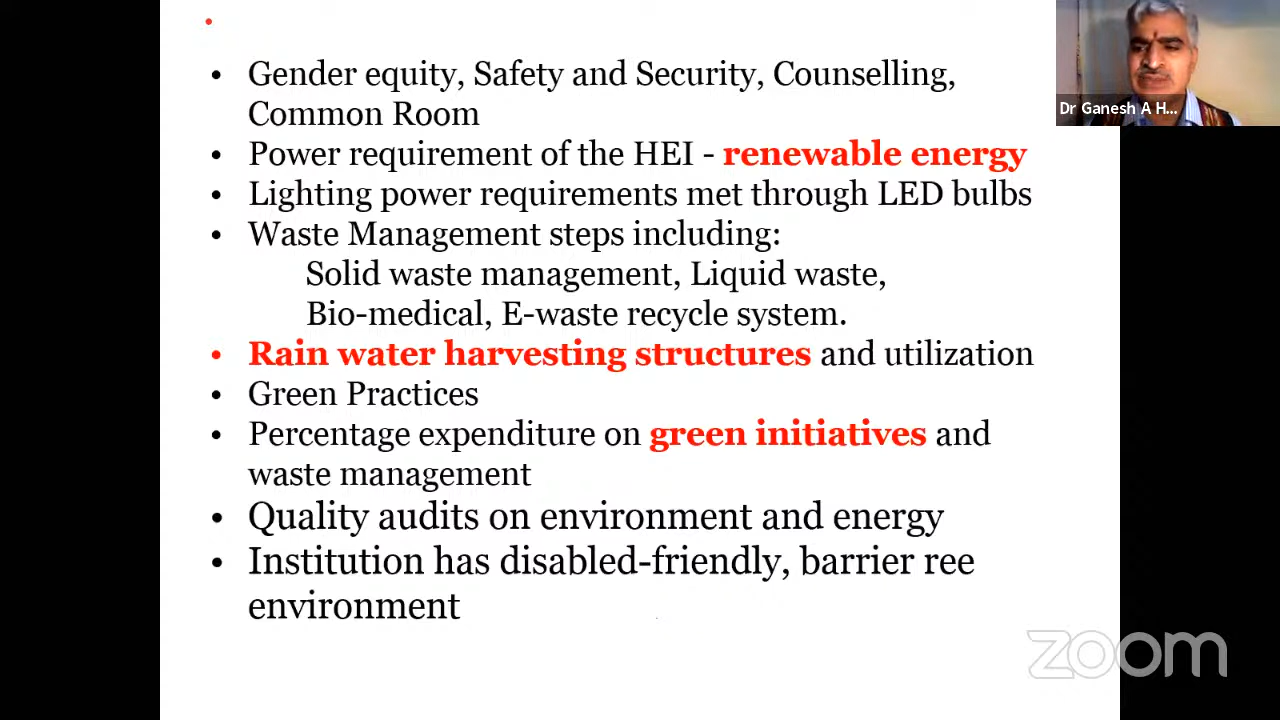 • Gender equity, Safety and Security, Counselling,
Common Room
• Power requirement of the HEI - renewable energy
• Lighting power requirements met through LED bulbs
• Waste Management steps including:
Solid waste management, Liquid waste,
Bio-medical, E-waste recycle system.
• Rain water harvesting structures and utilization
• Green Practices
• Percentage expenditure on green initiatives and
waste management
• Quality audits on environment and energy
• Institution has disabled-friendly, barrier ree
environment
Dr Ganesh A H...
zoom